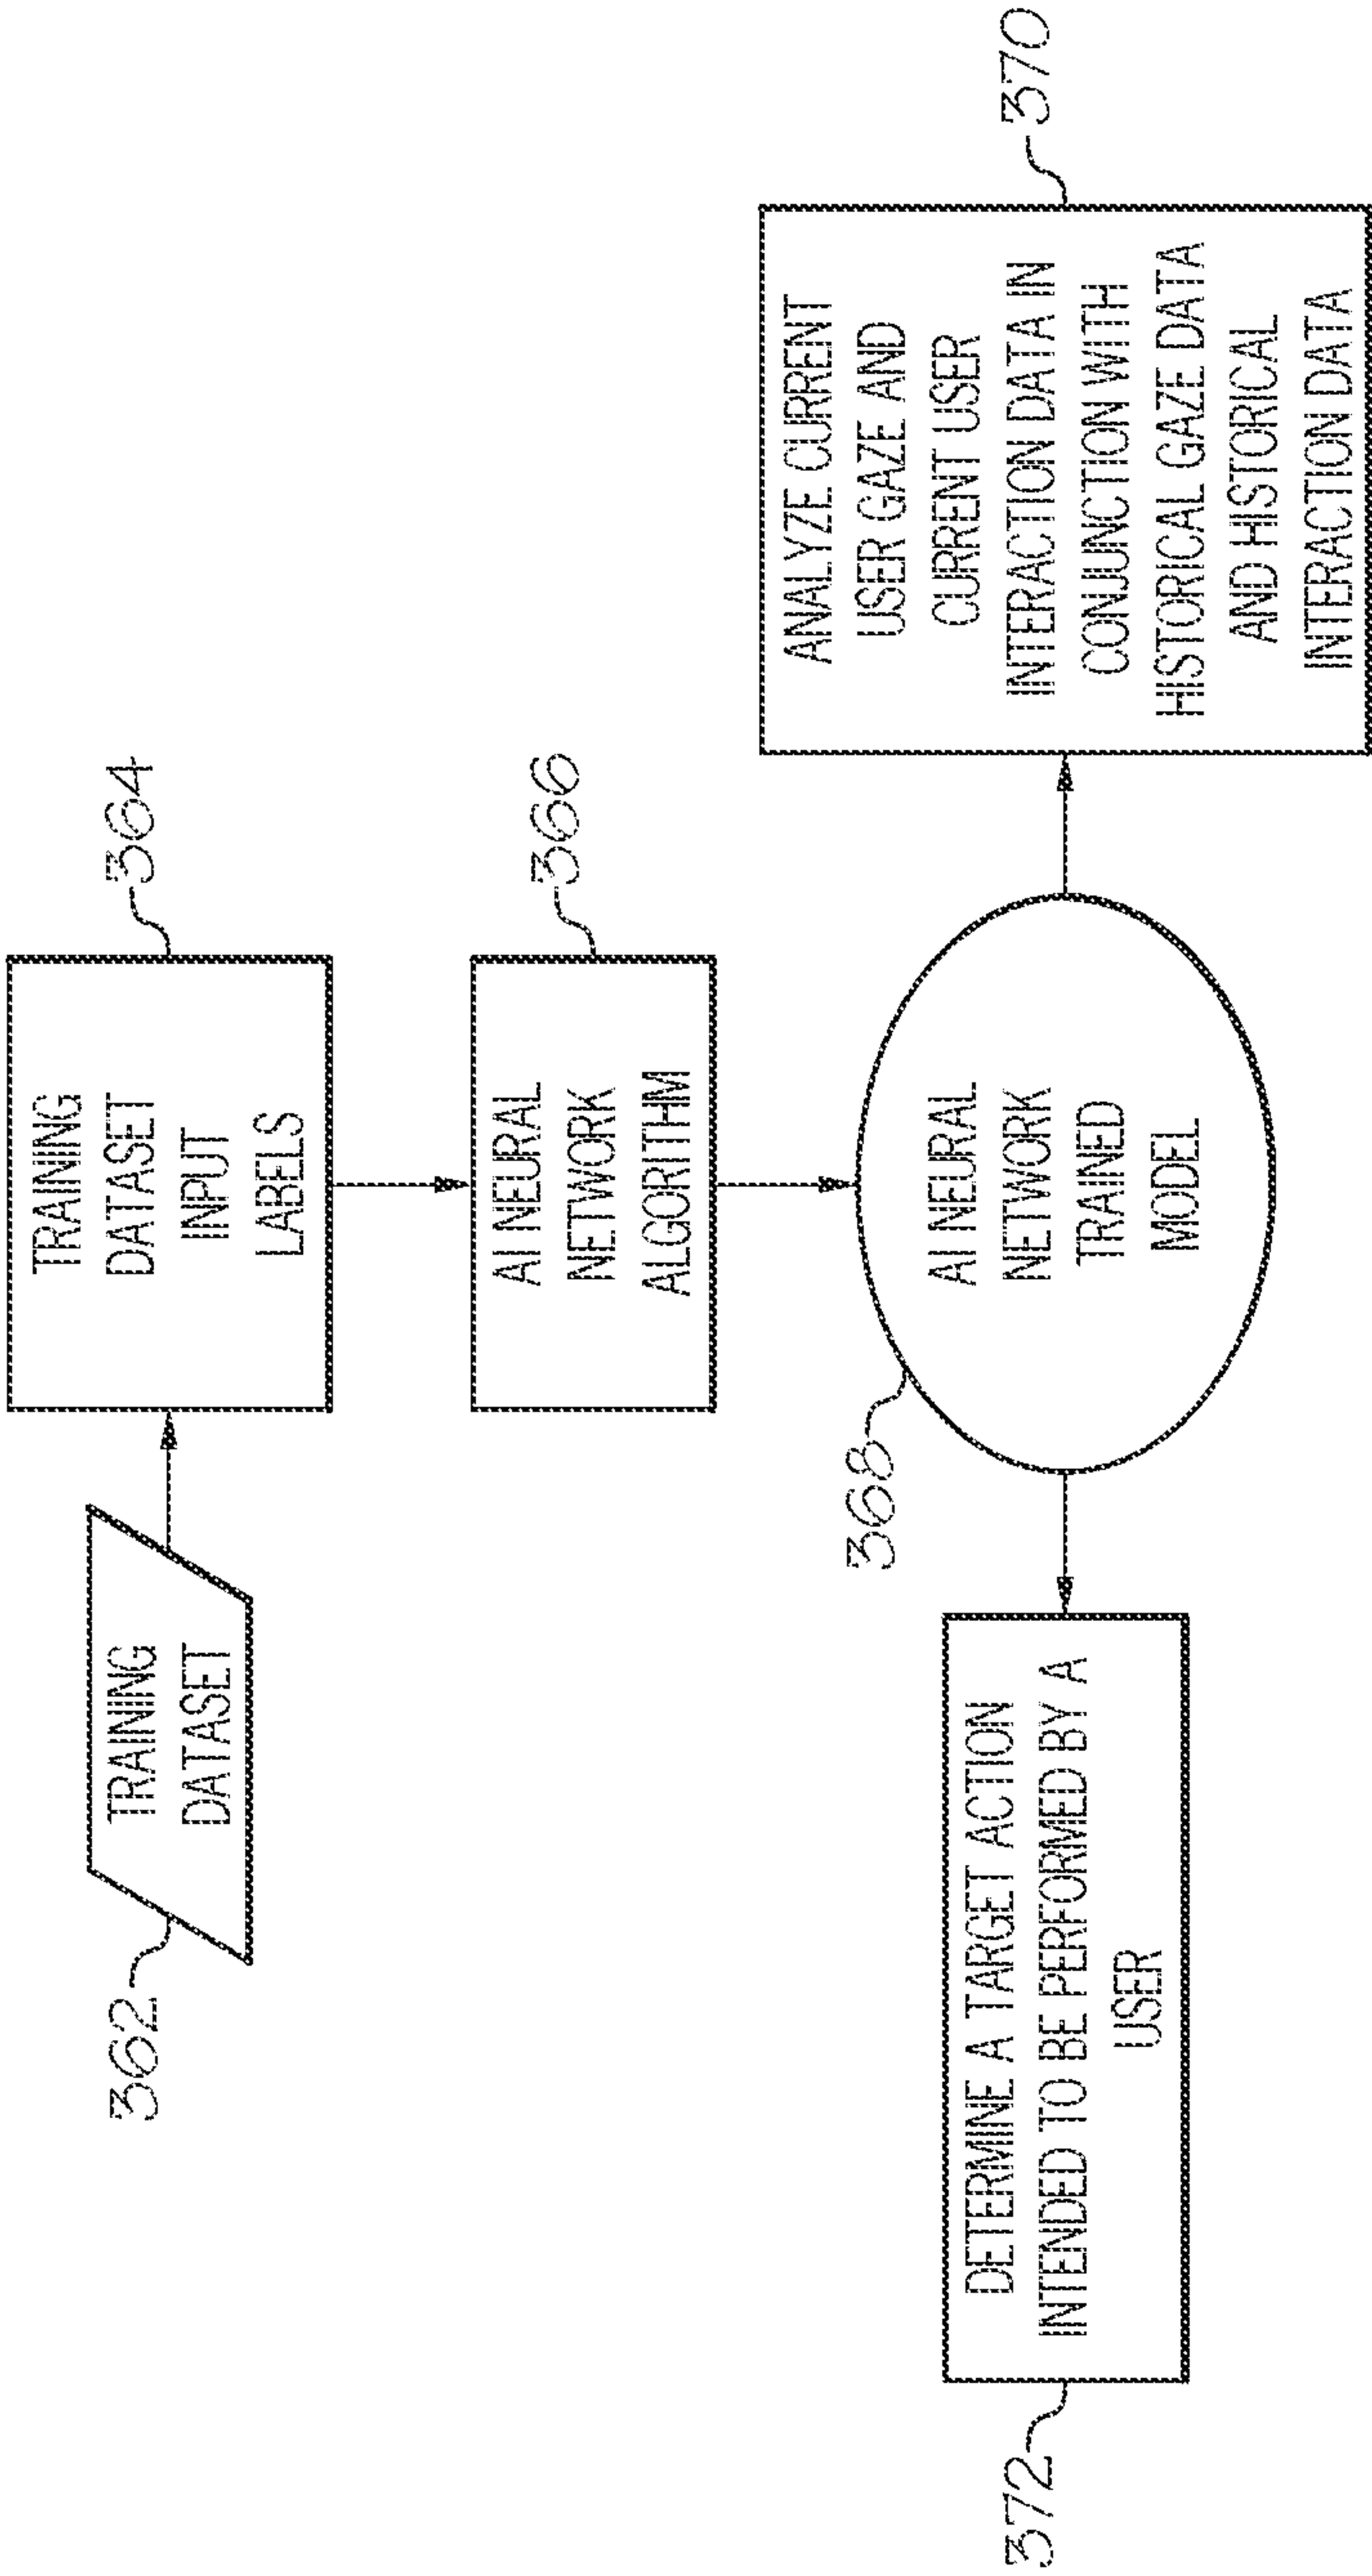 362
TRAINING
DATASET
364
TRAINING
DATASET
INPUT
LABELS
366
AI NEURAL
NETWORK
ALGORITHM
368
AI NEURAL
NETWORK
TRAINED
MODEL
370
ANALYZE CURRENT
USER GAZE AND
CURRENT USER
INTERACTION DATA IN
CONJUNCTION WITH
HISTORICAL GAZE DATA
AND HISTORICAL
INTERACTION DATA
372
DETERMINE A TARGET ACTION
INTENDED TO BE PERFORMED BY A
USER